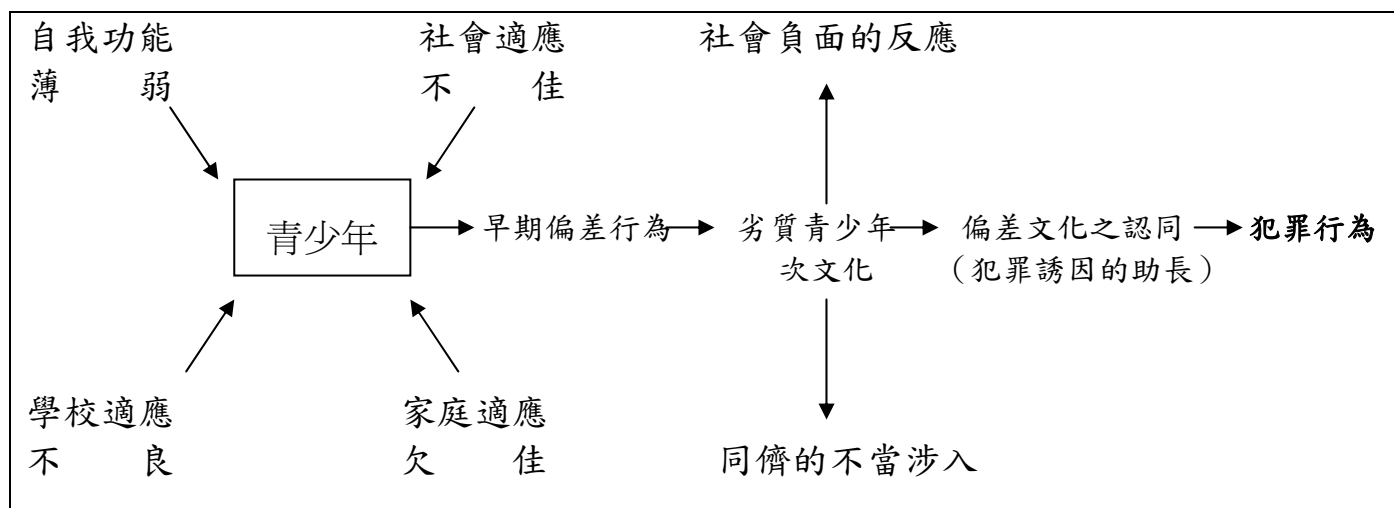 自我功能
薄 弱
社會適應
不 佳
社會負面的反應
青少年
早期偏差行為
劣質青少年
次文化
偏差文化之認同
（犯罪誘因的助長）
犯罪行為
學校適應
不 良
家庭適應
欠 佳
同儕的不當涉入